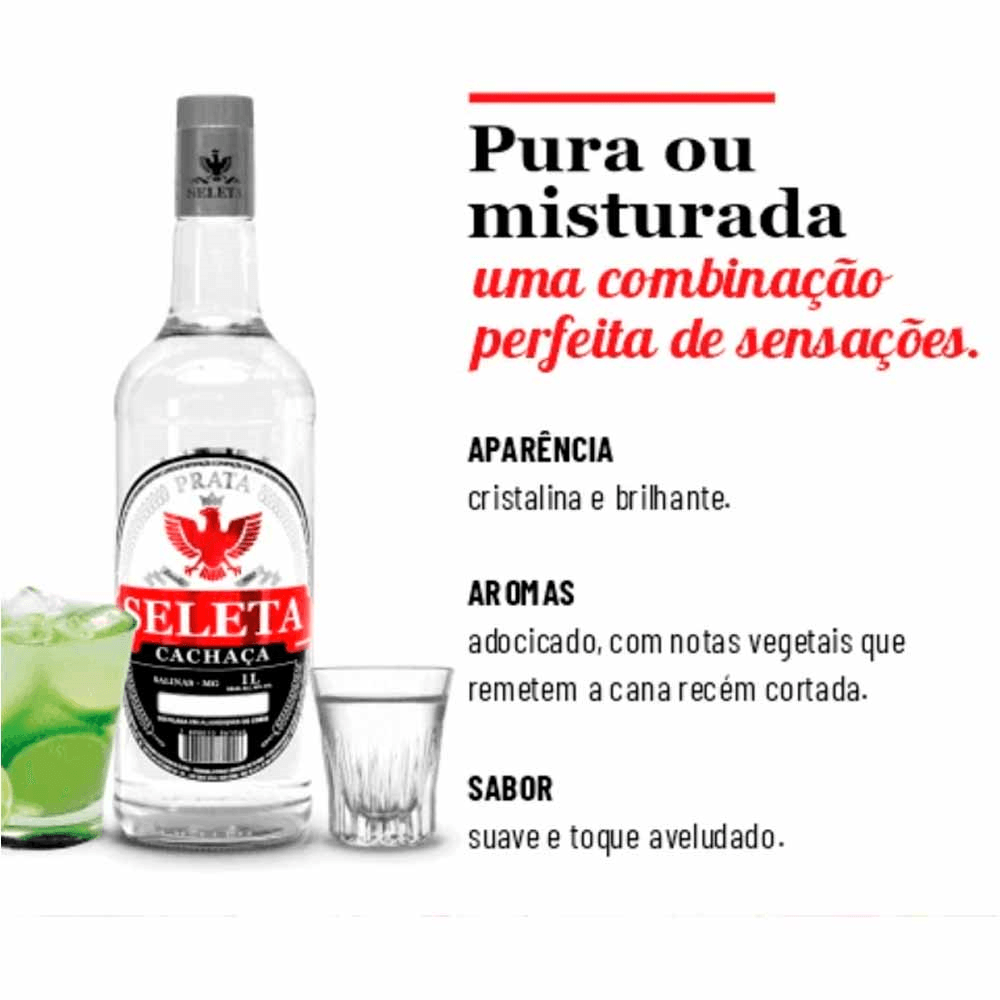 Pura ou
misturada
uma combinação
perfeita de sensações.
APARÊNCIA
cristalina e brilhante.
AROMAS
adocicado, com notas vegetais que
remetem a cana recém cortada.
SABOR
suave e toque aveludado.
SELETA
PRATA
SELETA
CACHAÇA
SALINAS - MG 1L